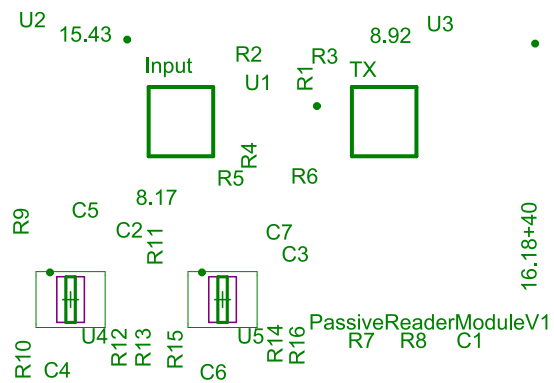 U2
15.43
8.92
U3
Input
R2
U1
R1
R3
TX
R4
R5
R6
8.17
R9
C5
C2
R11
C7
C3
16.18+40
R10
C4
U4
R12
R13
R15
C6
U5
R14
R16
PassiveReaderModuleV1
R7
R8
C1